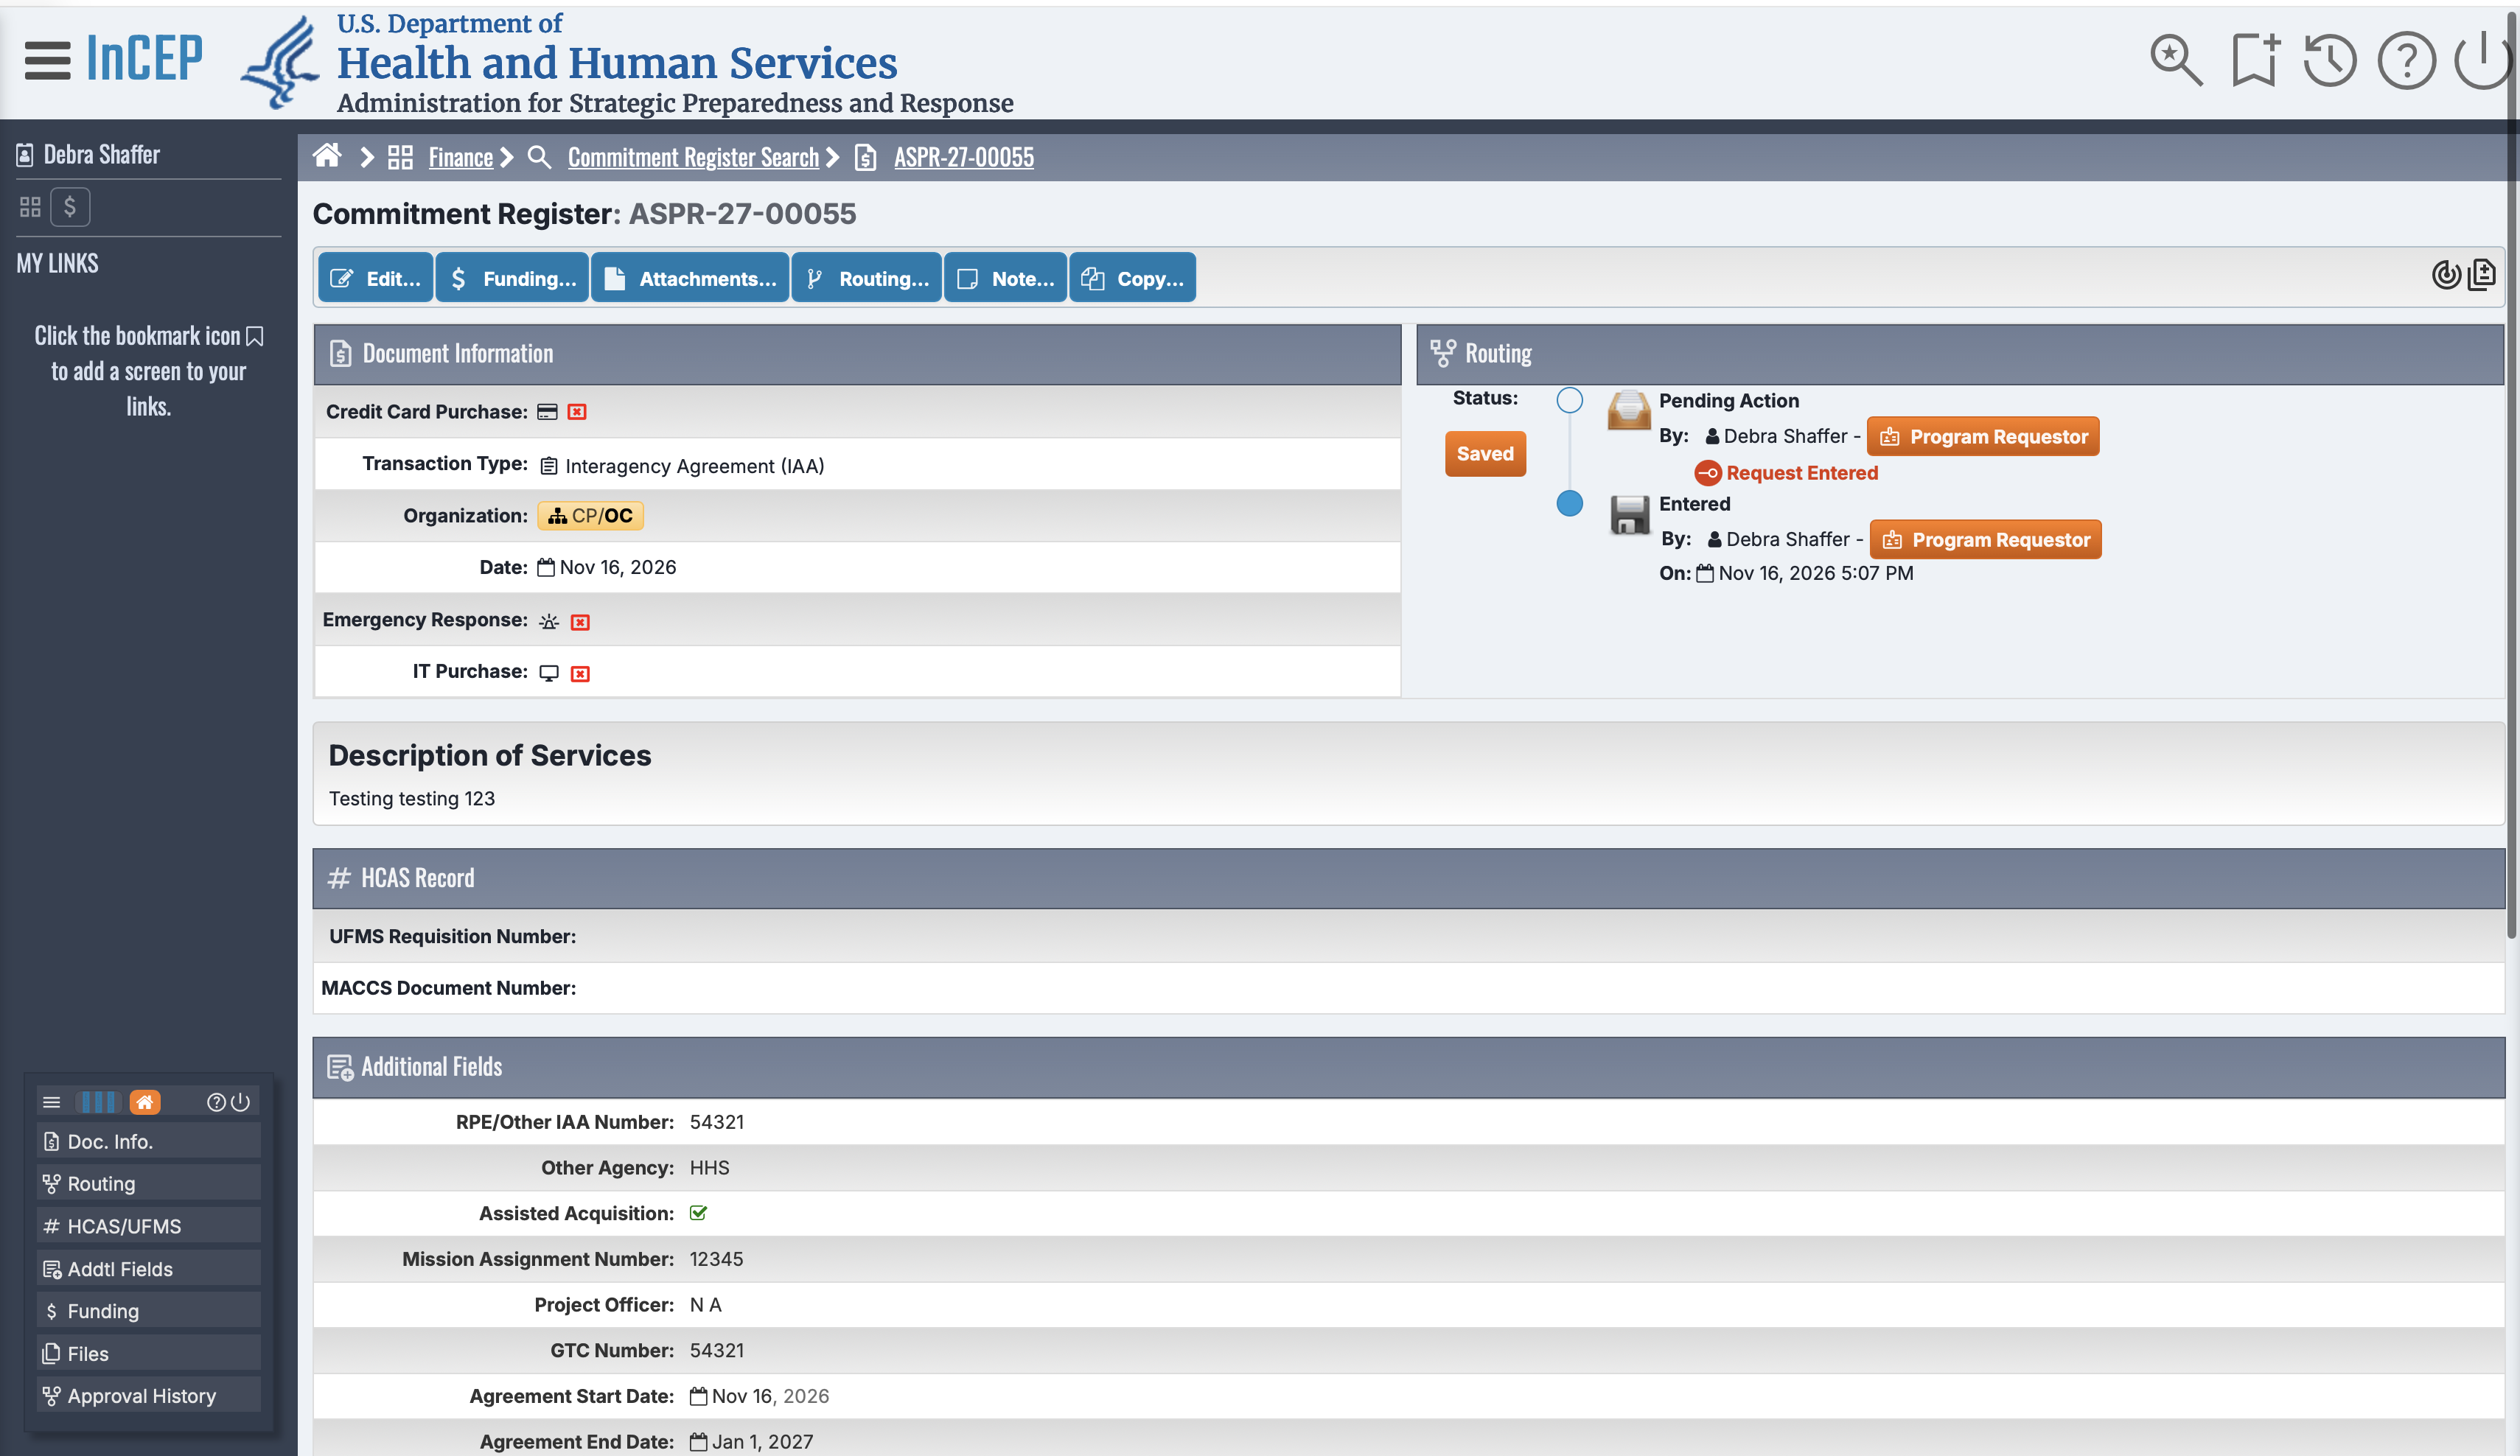 InCEP
U.S. Department of
Health and Human Services
Administration for Strategic Preparedness and Response
Debra Shaffer
MY LINKS
Click the bookmark icon
to add a screen to your
links.
Finance
Commitment Register Search
ASPR-27-00055
Commitment Register: ASPR-27-00055
Edit...
Funding...
Attachments...
Routing...
Note...
Copy...
Document Information
Credit Card Purchase:
Transaction Type: Interagency Agreement (IAA)
Organization: CP/OC
Date: Nov 16, 2026
Emergency Response:
IT Purchase:
Routing
Status:
Saved
Pending Action
By: Debra Shaffer - Program Requestor
Request Entered
Entered
By: Debra Shaffer - Program Requestor
On: Nov 16, 2026 5:07 PM
Description of Services
Testing testing 123
# HCAS Record
UFMS Requisition Number:
MACCS Document Number:
Additional Fields
RPE/Other IAA Number: 54321
Other Agency: HHS
Assisted Acquisition:
Mission Assignment Number: 12345
Project Officer: N A
GTC Number: 54321
Agreement Start Date: Nov 16, 2026
Agreement End Date: Jan 1, 2027
Doc. Info.
Routing
# HCAS/UFMS
Addtl Fields
$ Funding
Files
Approval History